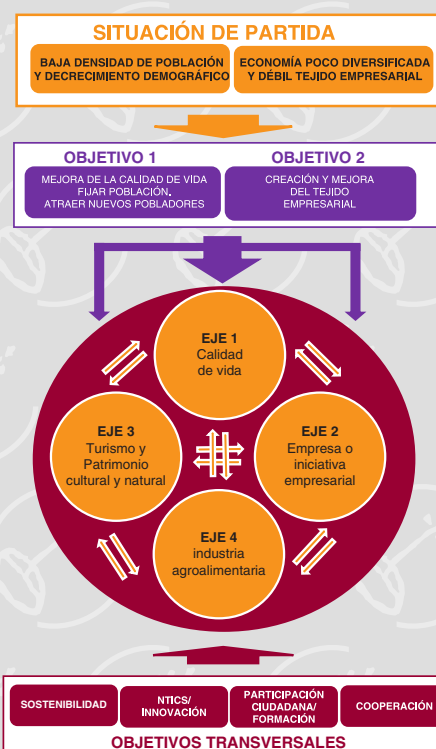 SITUACIÓN DE PARTIDA
BAJA DENSIDAD DE POBLACIÓN
Y DECRECIMIENTO DEMOGRÁFICO
ECONOMÍA POCO DIVERSIFICADA
Y DÉBIL TEJIDO EMPRESARIAL
OBJETIVO 1
MEJORA DE LA CALIDAD DE VIDA
FIJAR POBLACIÓN.
ATRAER NUEVOS POBLADORES
OBJETIVO 2
CREACIÓN Y MEJORA
DEL TEJIDO
EMPRESARIAL
EJE 1
Calidad
de vida
EJE 3
Turismo y
Patrimonio
cultural y natural
EJE 2
Empresa o
iniciativa
empresarial
EJE 4
industria
agroalimentaria
SOSTENIBILIDAD
NTICS/
INNOVACIÓN
PARTICIPACIÓN
CIUDADANA/
FORMACIÓN
COOPERACIÓN
OBJETIVOS TRANSVERSALES